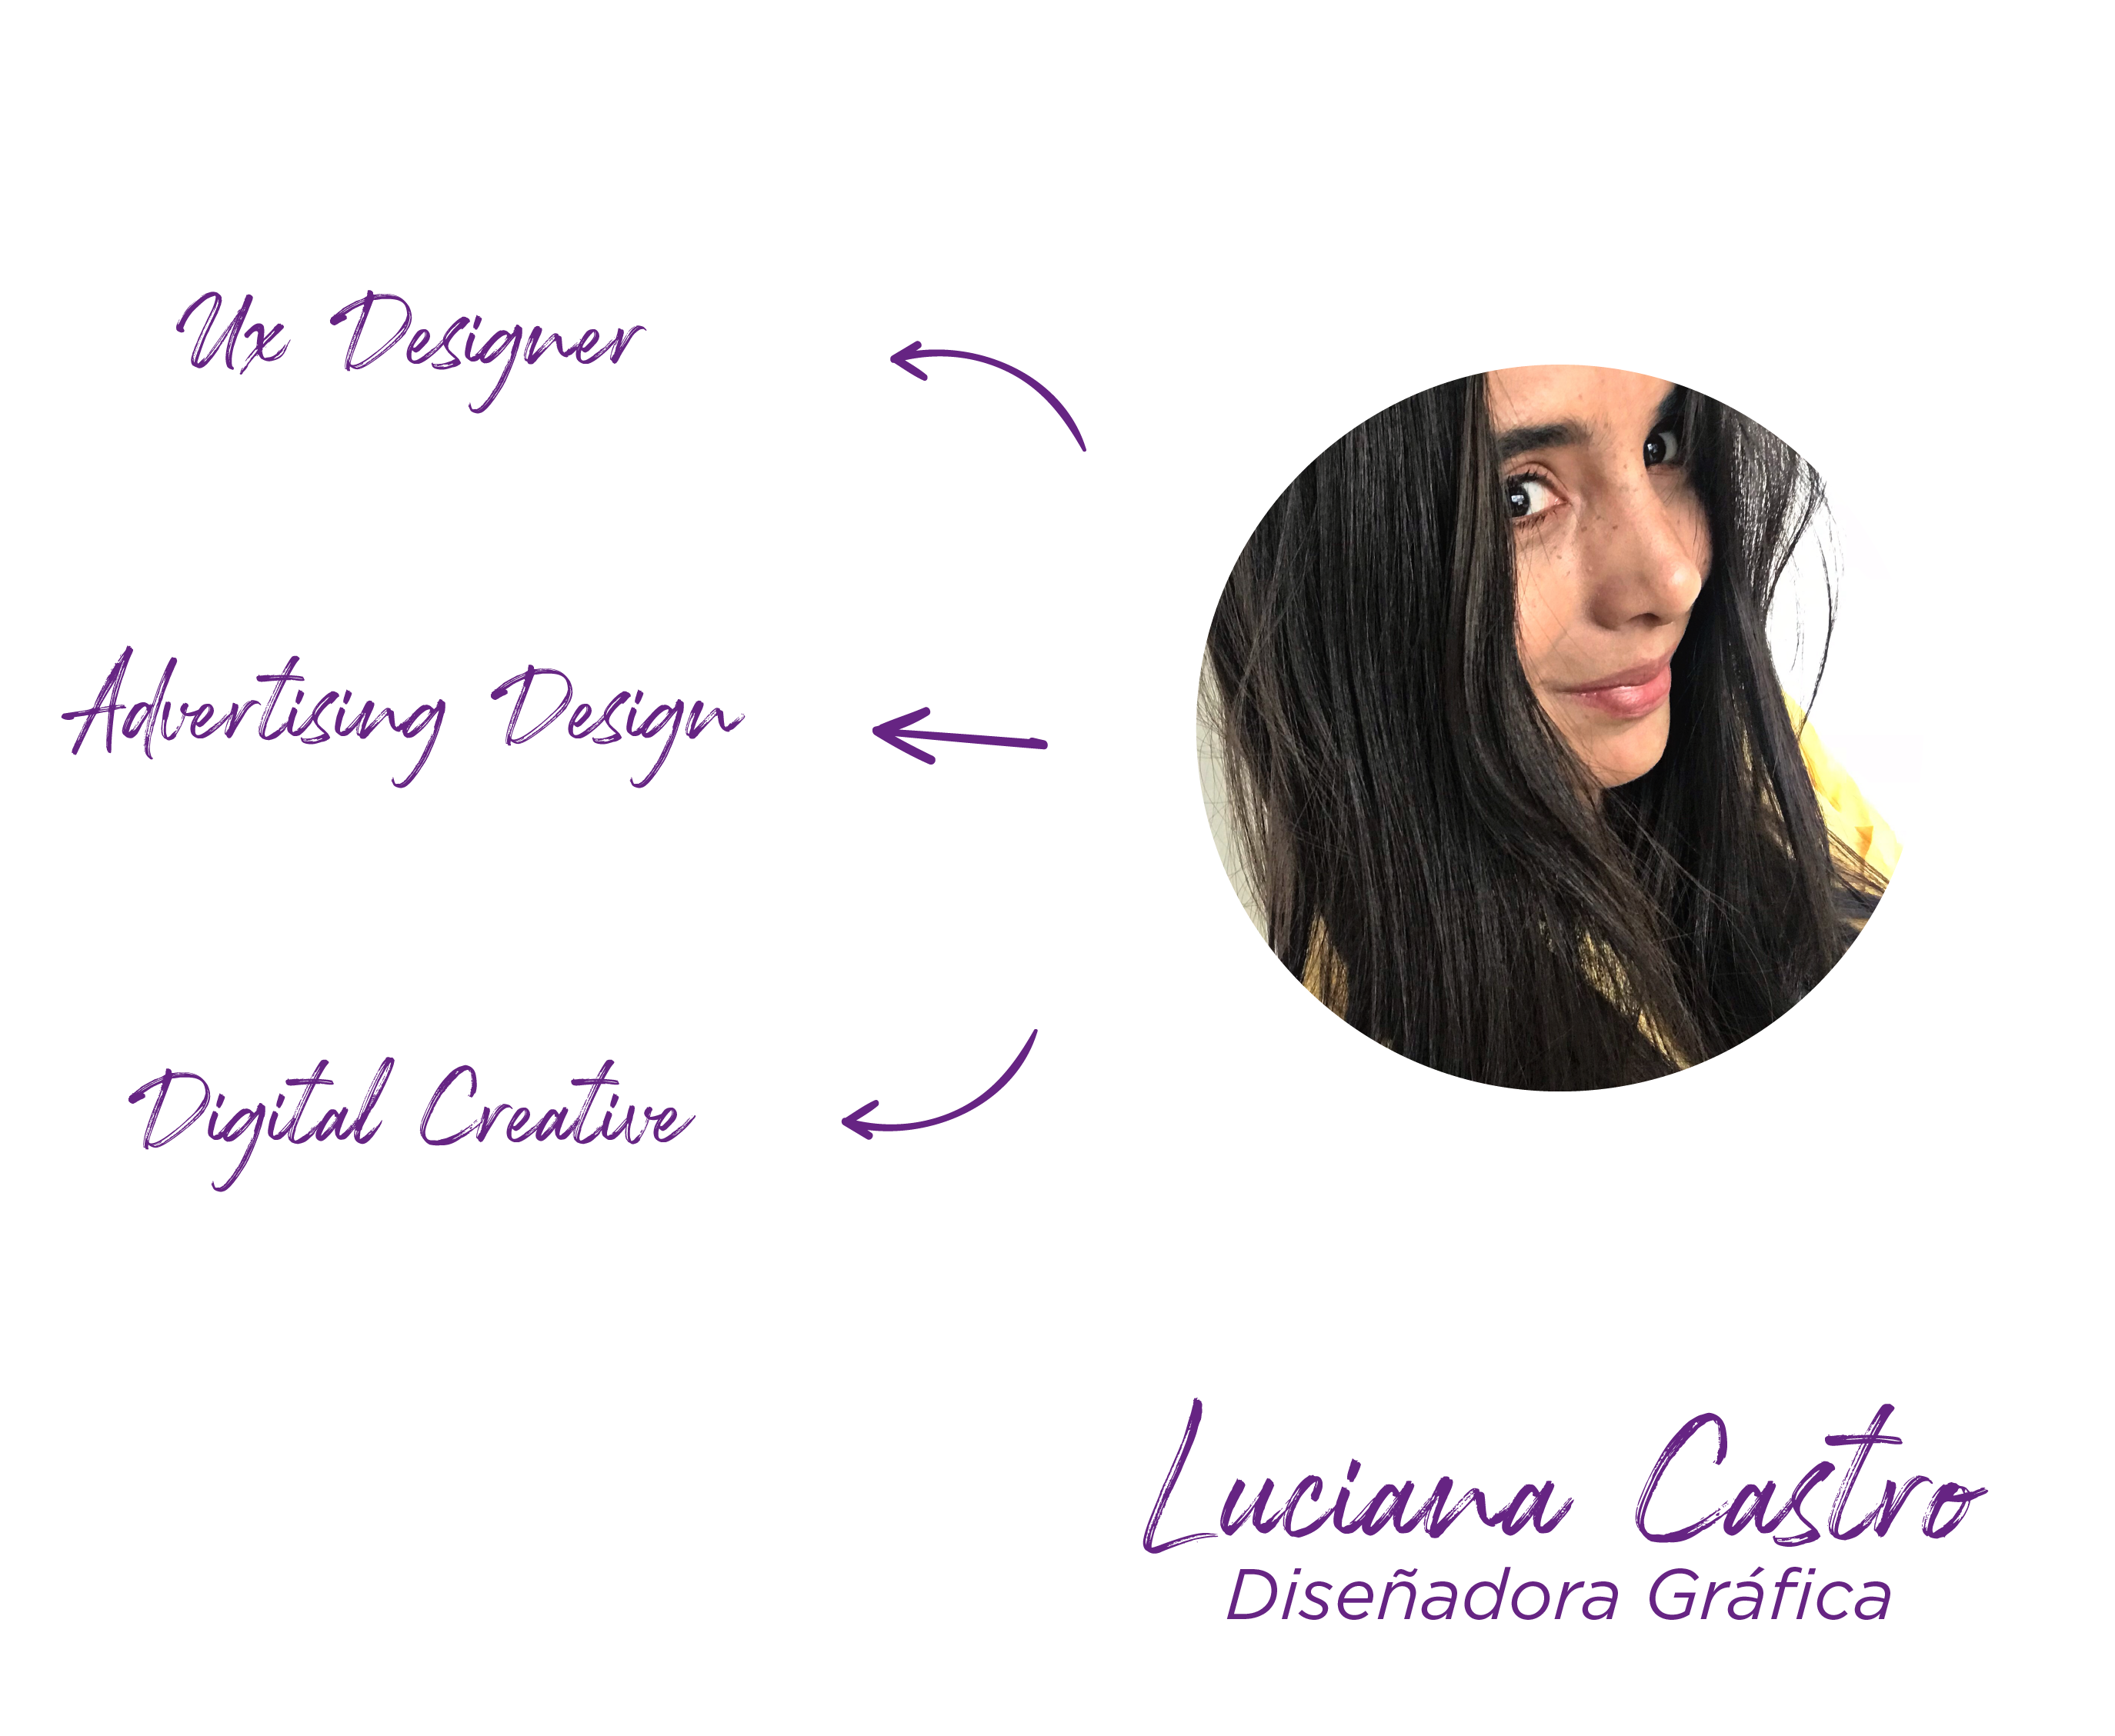 Ux Designer
Advertising Design
Digital Creative
Luciana Castro
Diseñadora Gráfica